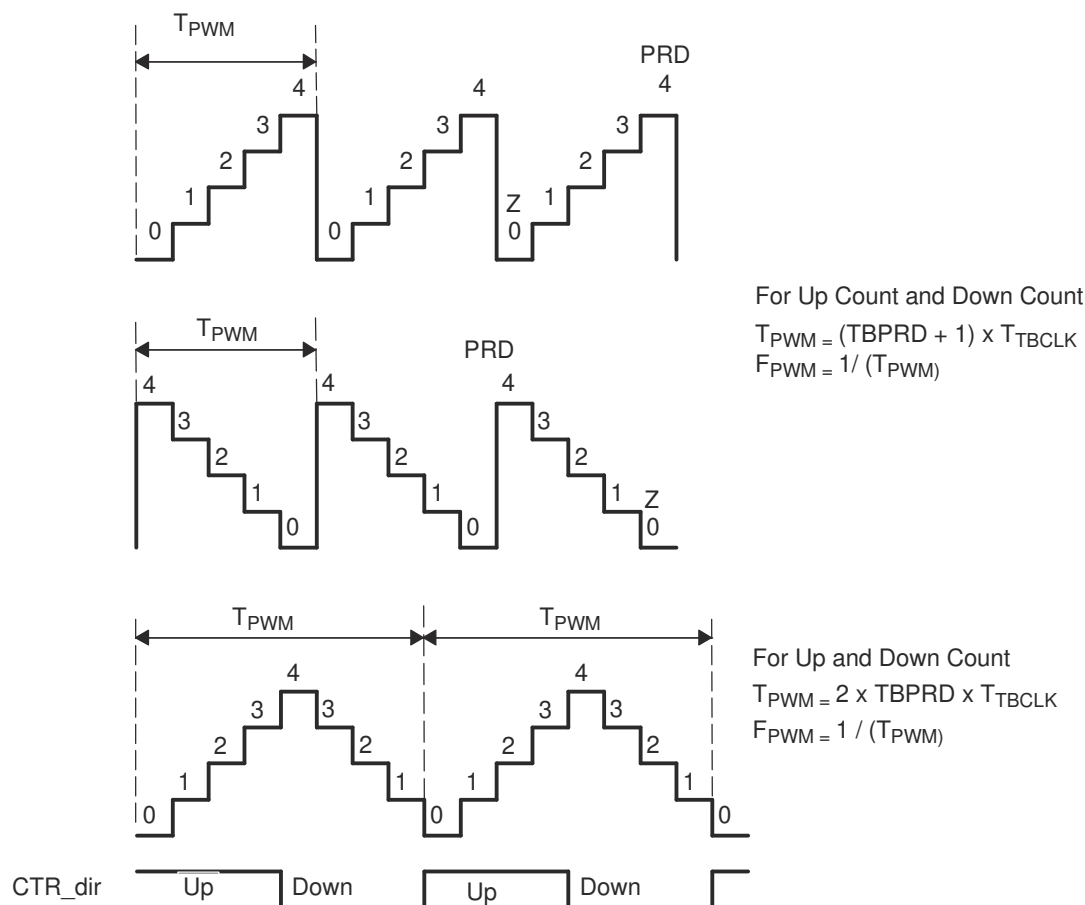 TPWM
PRD
4 4 4
3 3 3
2 2 2
1 1 1
Z
0 0 0
For Up Count and Down Count
TPWM = (TBPRD + 1) x TTBCLK
FPWM = 1/ (TPWM)
TPWM
PRD
4 4 4
3 3 3
2 2 2
1 1 1
Z
0 0 0
TPWM TPWM
For Up and Down Count
TPWM = 2 x TBPRD x TTBCLK
FPWM = 1 / (TPWM)
4 4
3 3 3 3
2 2 2 2
1 1 1 1
0 0 0
CTR_dir Up Down Up Down